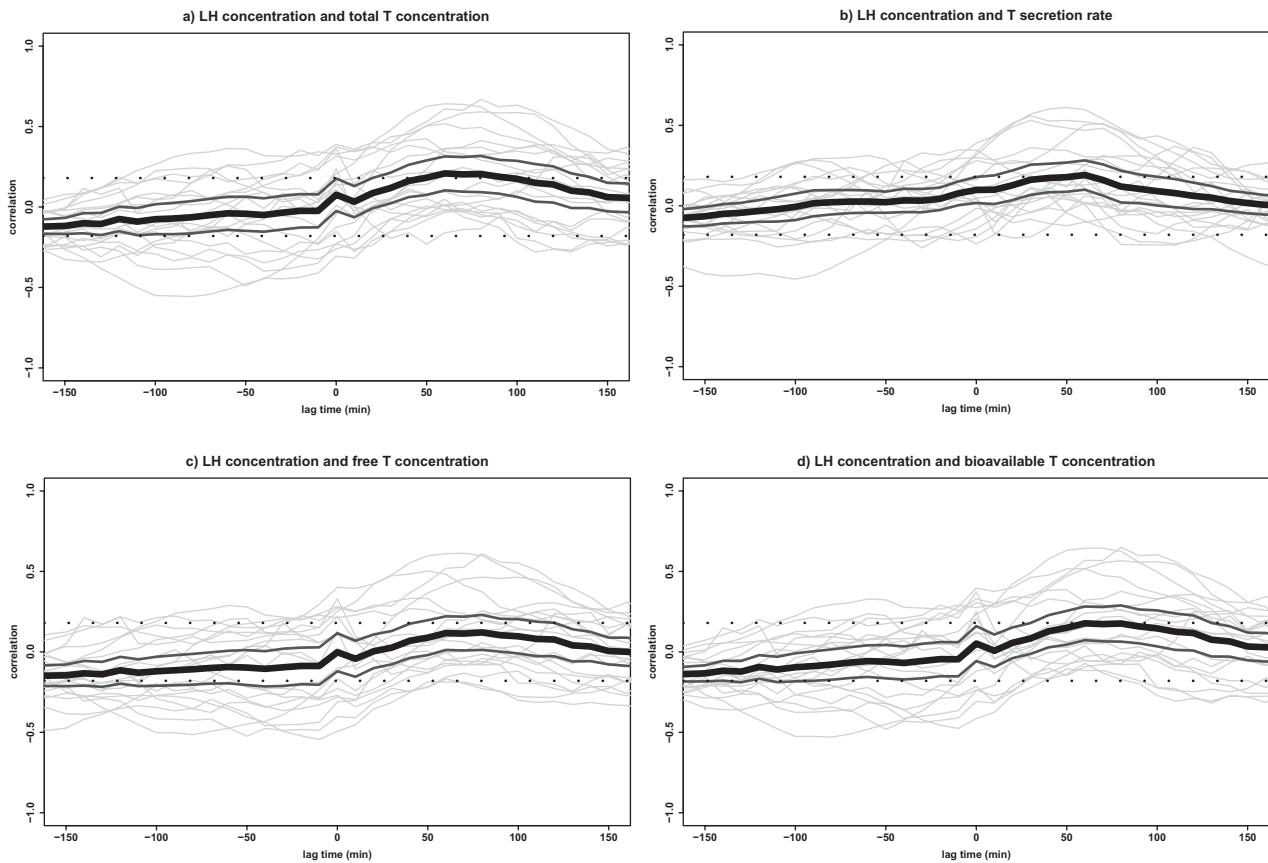 a) LH concentration and total T concentration
1.0
0.5
0.0
−0.5
−1.0
correlation
−150 −100 −50 0 50 100 150
lag time (min)
b) LH concentration and T secretion rate
1.0
0.5
0.0
−0.5
−1.0
correlation
−150 −100 −50 0 50 100 150
lag time (min)
c) LH concentration and free T concentration
1.0
0.5
0.0
−0.5
−1.0
correlation
−150 −100 −50 0 50 100 150
lag time (min)
d) LH concentration and bioavailable T concentration
1.0
0.5
0.0
−0.5
−1.0
correlation
−150 −100 −50 0 50 100 150
lag time (min)